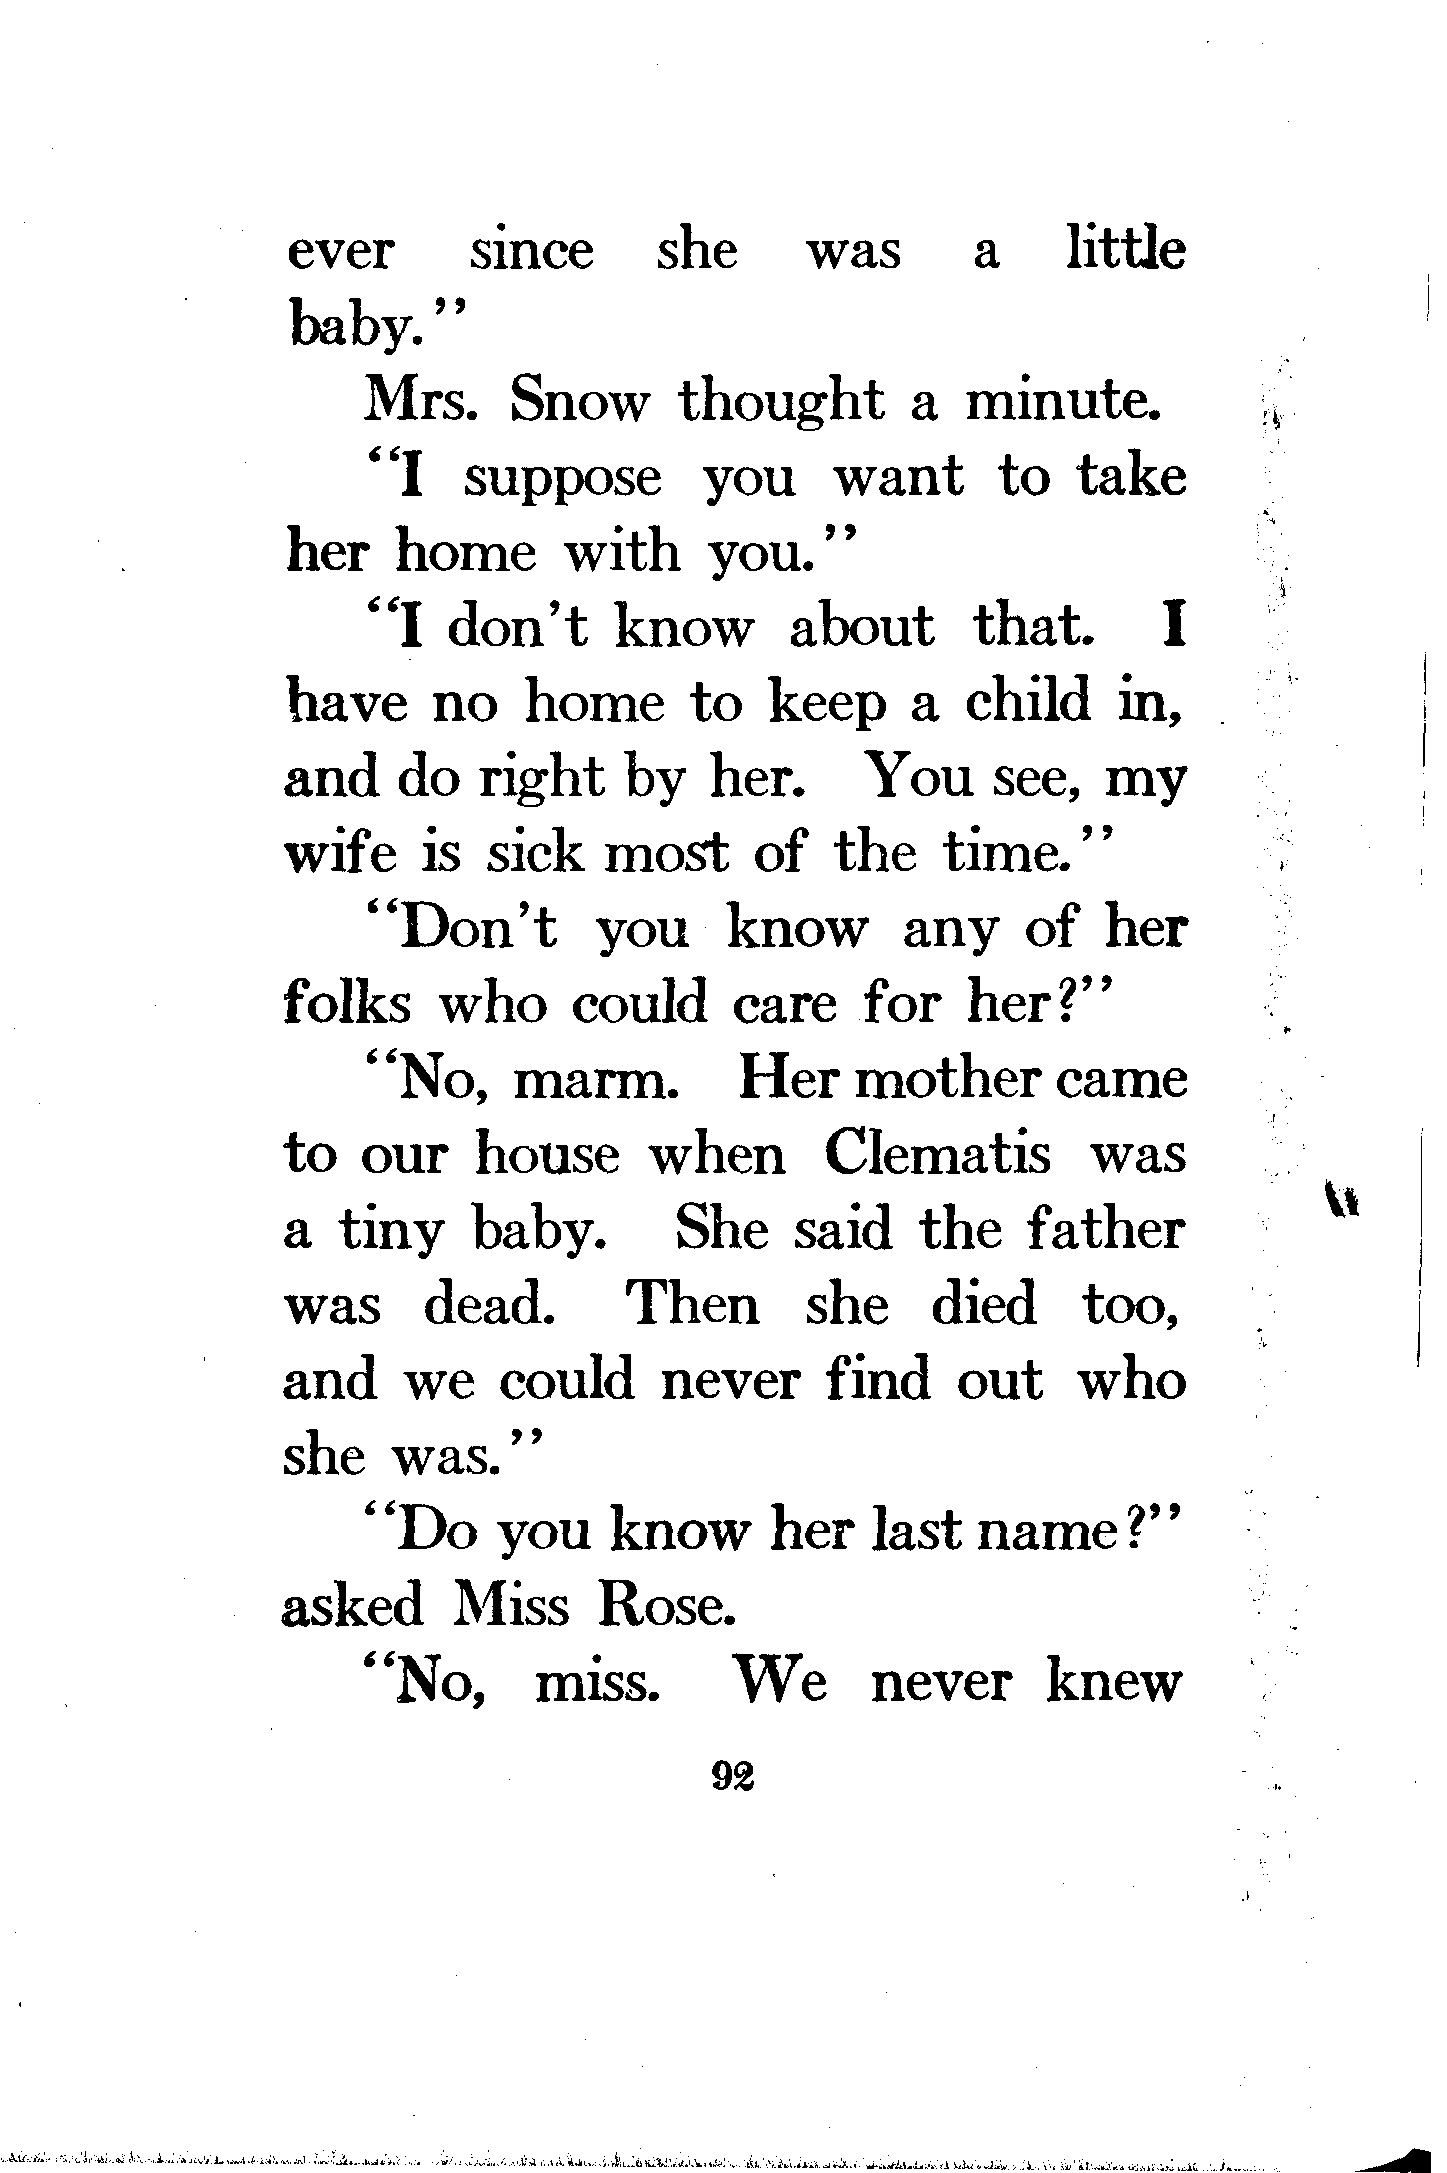 ever since she was a little
baby."
Mrs. Snow thought a minute.
"I suppose you want to take
her home with you."
"I don't know about that. I
have no home to keep a child in,
and do right by her. You see, my
wife is sick most of the time."
"Don't you know any of her
folks who could care for her?"
"No, marm. Her mother came
to our house when Clematis was
a tiny baby. She said the father
was dead. Then she died too,
and we could never find out who
she was."
"Do you know her last name?"
asked Miss Rose.
"No, miss. We never knew
92